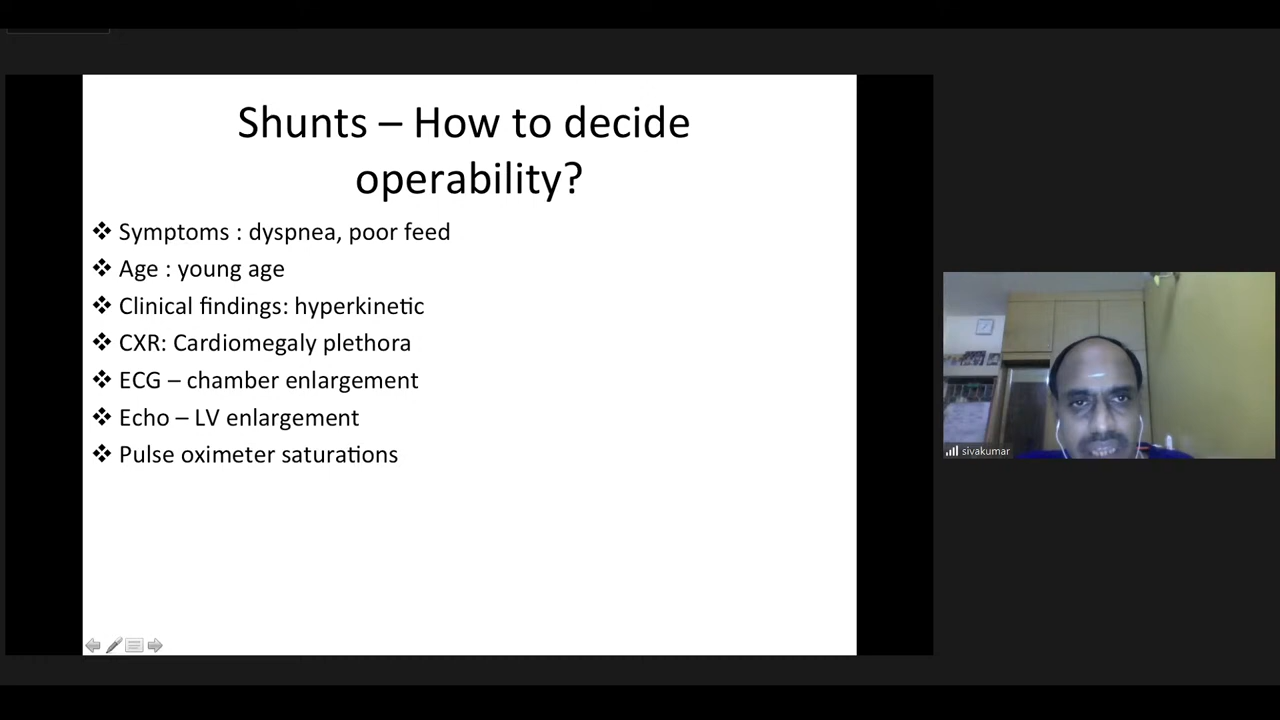 Shunts – How to decide
operability?
❖ Symptoms : dyspnea, poor feed
❖ Age : young age
❖ Clinical findings: hyperkinetic
❖ CXR: Cardiomegaly plethora
❖ ECG – chamber enlargement
❖ Echo – LV enlargement
❖ Pulse oximeter saturations
sivakumar